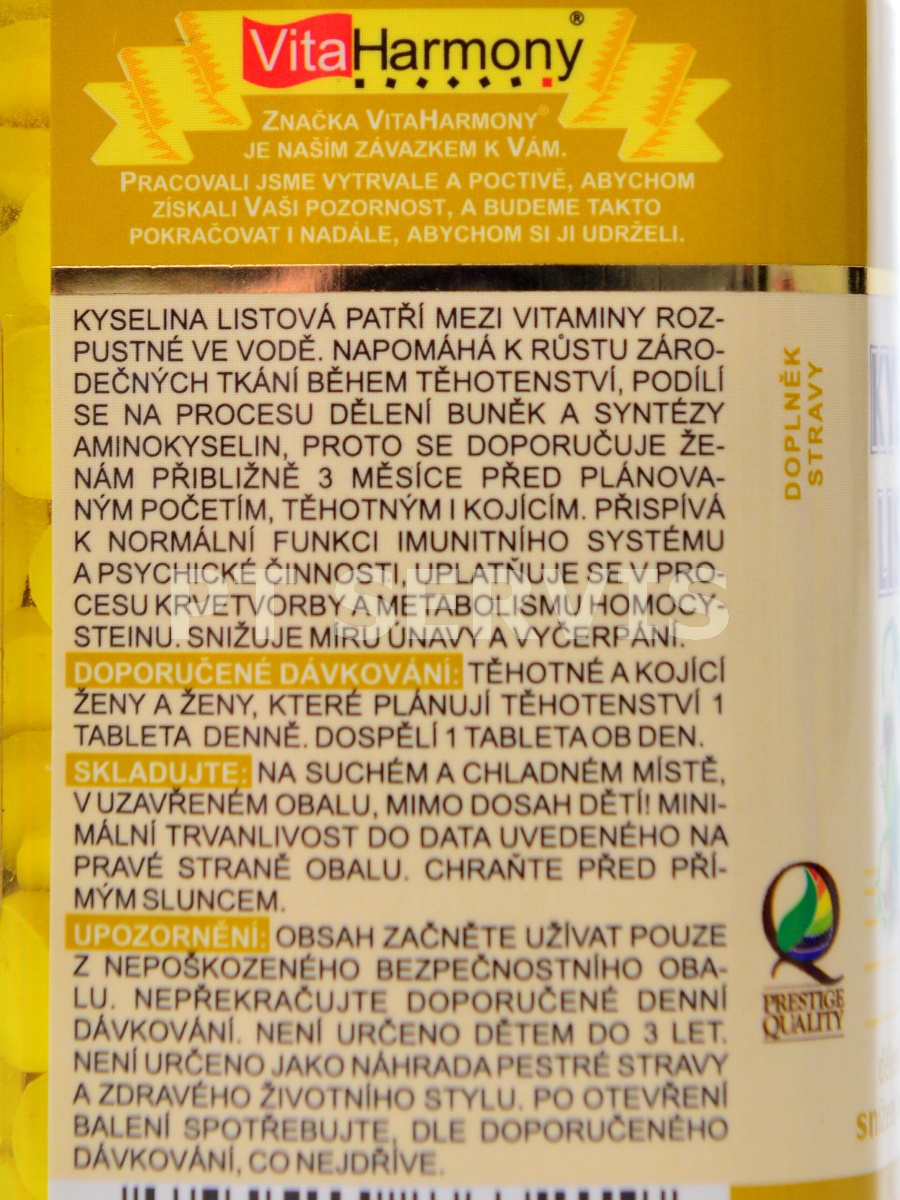 VitaHarmony®
ZNAČKA VITAHARMONY®
JE NAŠÍM ZÁVAZKEM K VÁM.
PRACOVALI JSME VYTRVALE A POCTIVĚ, ABYCHOM
ZÍSKALI VAŠI POZORNOST, A BUDEME TAKTO
POKRAČOVAT I NADÁLE, ABYCHOM SI JI UDRŽELI.
KYSELINA LISTOVÁ PATŘÍ MEZI VITAMINY ROZ-
PUSTNÉ VE VODĚ. NAPOMÁHÁ K RŮSTU ZÁRO-
DEČNÝCH TKÁNÍ BĚHEM TĚHOTENSTVÍ, PODÍLÍ
SE NA PROCESU DĚLENÍ BUNĚK A SYNTÉZY
AMINOKYSELIN, PROTO SE DOPORUČUJE ŽE-
NÁM PŘIBLIŽNĚ 3 MĚSÍCE PŘED PLÁNOVA-
NÝM POČETÍM, TĚHOTNÝM I KOJÍCÍM. PŘISPÍVÁ
K NORMÁLNÍ FUNKCI IMUNITNÍHO SYSTÉMU
A PSYCHICKÉ ČINNOSTI, UPLATŇUJE SE V PRO-
CESU KRVETVORBY A METABOLISMU HOMOCY-
STEINU. SNIŽUJE MÍRU ÚNAVY A VYČERPÁNÍ.
DOPORUČENÉ DÁVKOVÁNÍ: TĚHOTNÉ A KOJÍCÍ
ŽENY A ŽENY, KTERÉ PLÁNUJÍ TĚHOTENSTVÍ 1
TABLETA DENNĚ. DOSPĚLÍ 1 TABLETA OB DEN.
SKLADUJTE: NA SUCHÉM A CHLADNÉM MÍSTĚ,
V UZAVŘENÉM OBALU, MIMO DOSAH DĚTÍ! MINI-
MÁLNÍ TRVANLIVOST DO DATA UVEDENÉHO NA
PRAVÉ STRANĚ OBALU. CHRAŇTE PŘED PŘÍ-
MÝM SLUNCEM.
UPOZORNĚNÍ: OBSAH ZAČNĚTE UŽÍVAT POUZE
Z NEPOŠKOZENÉHO BEZPEČNOSTNÍHO OBA-
LU. NEPŘEKRAČUJTE DOPORUČENÉ DENNÍ
DÁVKOVÁNÍ. NENÍ URČENO DĚTEM DO 3 LET.
NENÍ URČENO JAKO NÁHRADA PESTRÉ STRAVY
A ZDRAVÉHO ŽIVOTNÍHO STYLU. PO OTEVŘENÍ
BALENÍ SPOTŘEBUJTE, DLE DOPORUČENÉHO
DÁVKOVÁNÍ, CO NEJDŘÍVE.
PT SERVIS
DOPLNĚK
STRAVY
PRESTIGE
QUALITY